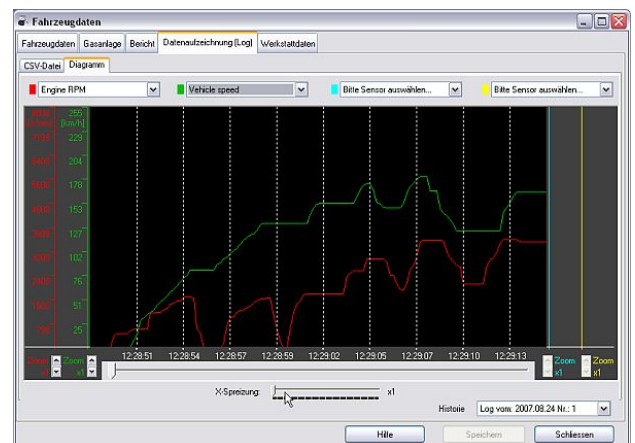 Fahrzeugdaten
Fahrzeugdaten Gasanlage Bericht Datenaufzeichnung (Log) Werkstattdaten
CSV-Datei Diagramm
Engine RPM Vehicle speed Bitte Sensor auswählen... Bitte Sensor auswählen...
255
[km/h]
229
204
178
153
127
102
76
51
25
12:28:51 12:28:54 12:28:57 12:28:59 12:29:02 12:29:05 12:29:07 12:29:10 12:29:13
Zoom Zoom Zoom Zoom
x1 x1 x1 x1
X-Spreizung: x1
Historie Log vom: 2007.08.24 Nr.: 1
Hilfe Speichern Schliessen